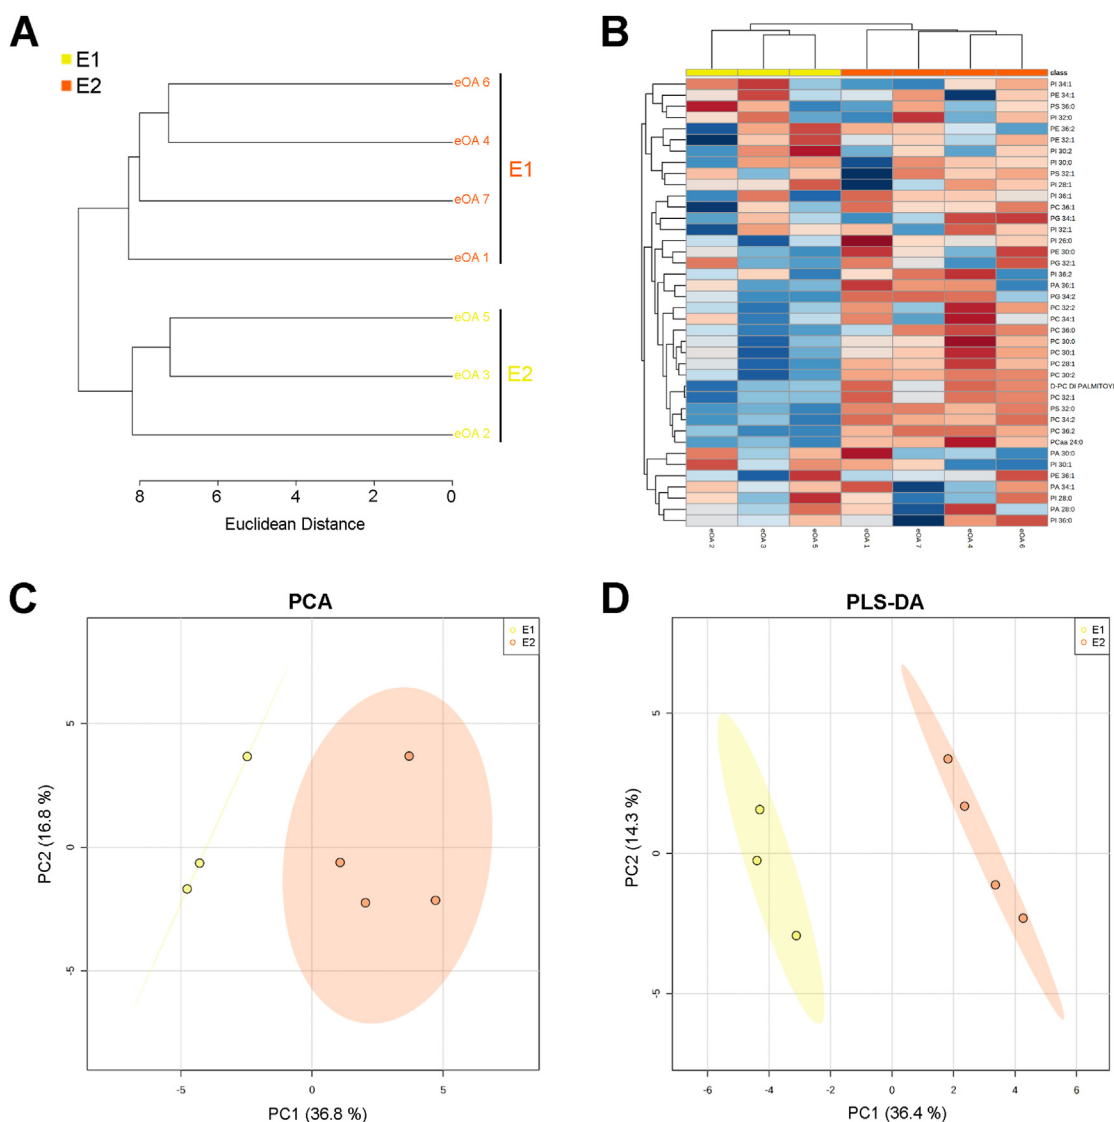 A
E1
E2
eOA 6
eOA 4
eOA 7
eOA 1
eOA 5
eOA 3
eOA 2
E1
E2
8 6 4 2 0
Euclidean Distance
B
class
PI 34:1
PE 34:1
PS 36:0
PI 32:0
PE 36:2
PE 32:1
PI 30:2
PI 30:0
PS 32:1
PI 28:1
PI 36:1
PC 36:1
PG 34:1
PI 32:1
PI 26:0
PE 30:0
PG 32:1
PI 36:2
PA 36:1
PG 34:2
PC 32:2
PC 34:1
PC 36:0
PC 30:0
PC 30:1
PC 28:1
PC 30:2
D-PC DI PALMITOYL
PC 32:1
PS 32:0
PC 34:2
PC 36:2
PCaa 24:0
PA 30:0
PI 30:1
PE 36:1
PA 34:1
PI 28:0
PA 28:0
PI 36:0
eOA 2
eOA 3
eOA 5
eOA 1
eOA 7
eOA 4
eOA 6
C
PCA
E1
E2
5
0
-5
PC2 (16.8 %)
-5 0 5
PC1 (36.8 %)
D
PLS-DA
E1
E2
5
0
-5
PC2 (14.3 %)
-6 -4 -2 0 2 4 6
PC1 (36.4 %)